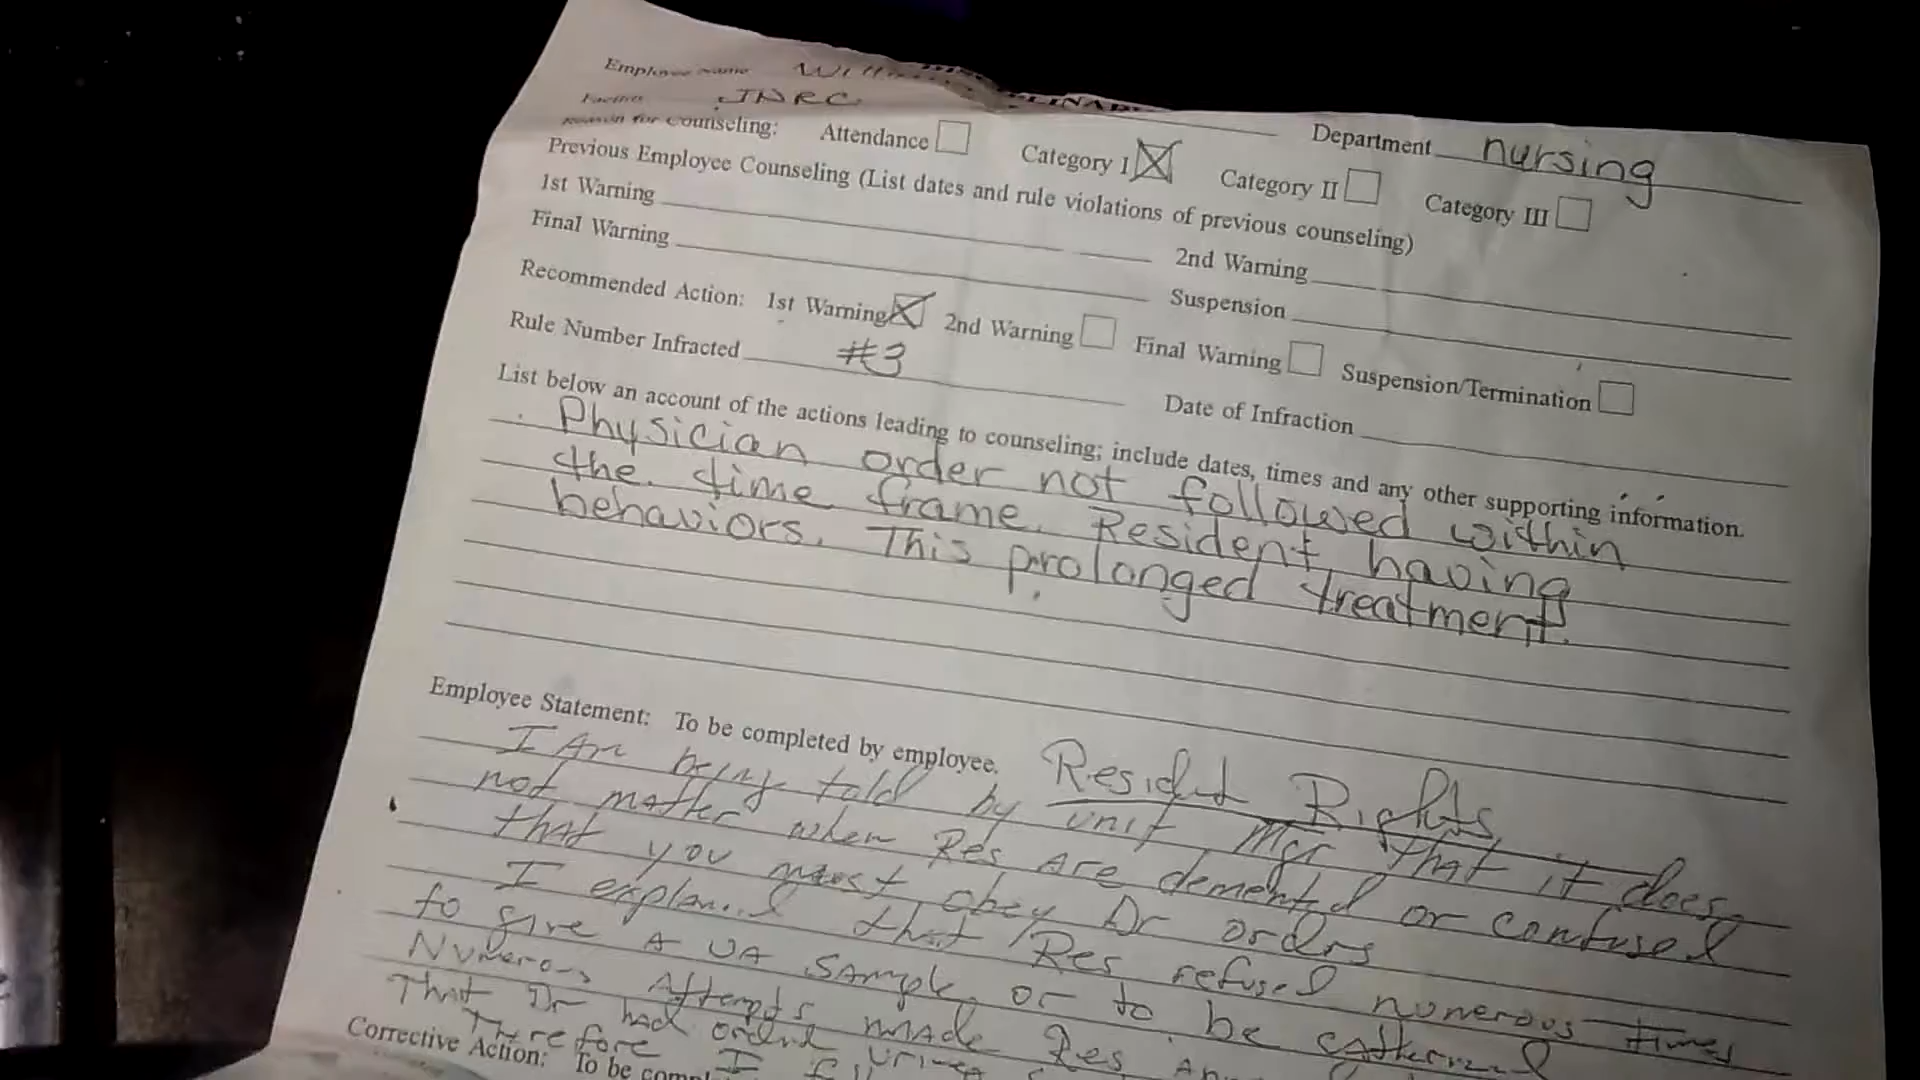 Employee Name
Facility JNRC
Department nursing
Reason for Counseling: Attendance Category I Category II Category III
Previous Employee Counseling (List dates and rule violations of previous counseling)
1st Warning 2nd Warning
Final Warning Suspension
Recommended Action: 1st Warning 2nd Warning Final Warning Suspension/Termination
Rule Number Infracted #3 Date of Infraction
List below an account of the actions leading to counseling; include dates, times and any other supporting information.
Physician order not followed within
the time frame. Resident having
behaviors. This prolonged treatment.
Employee Statement: To be completed by employee. Resident Rights
I Am being told by unit Mgr that it does
not matter when Res are demented or confused
that you must obey Dr orders
I explained that Res refused numerous times
to give A UA sample, or to be catherized
Numerous Attempts made Res
That Dr had ordered urine
Therefore I
Corrective Action: To be